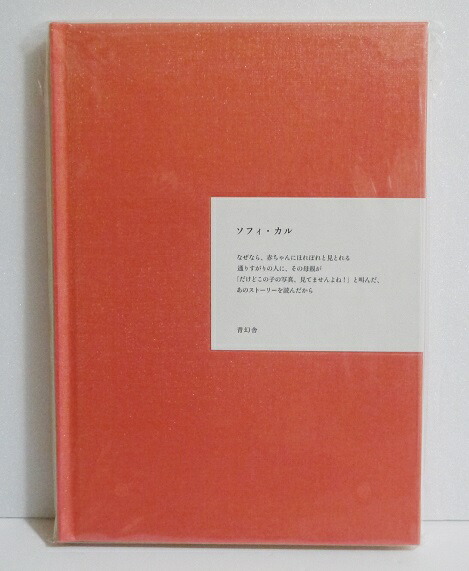 ソフィ・カル
なぜなら、赤ちゃんにほれぼれと見とれる
通りすがりの人に、その母親が
「だけどこの子の写真、見てませんよね！」と叫んだ、
あのストーリーを読んだから
青幻舎